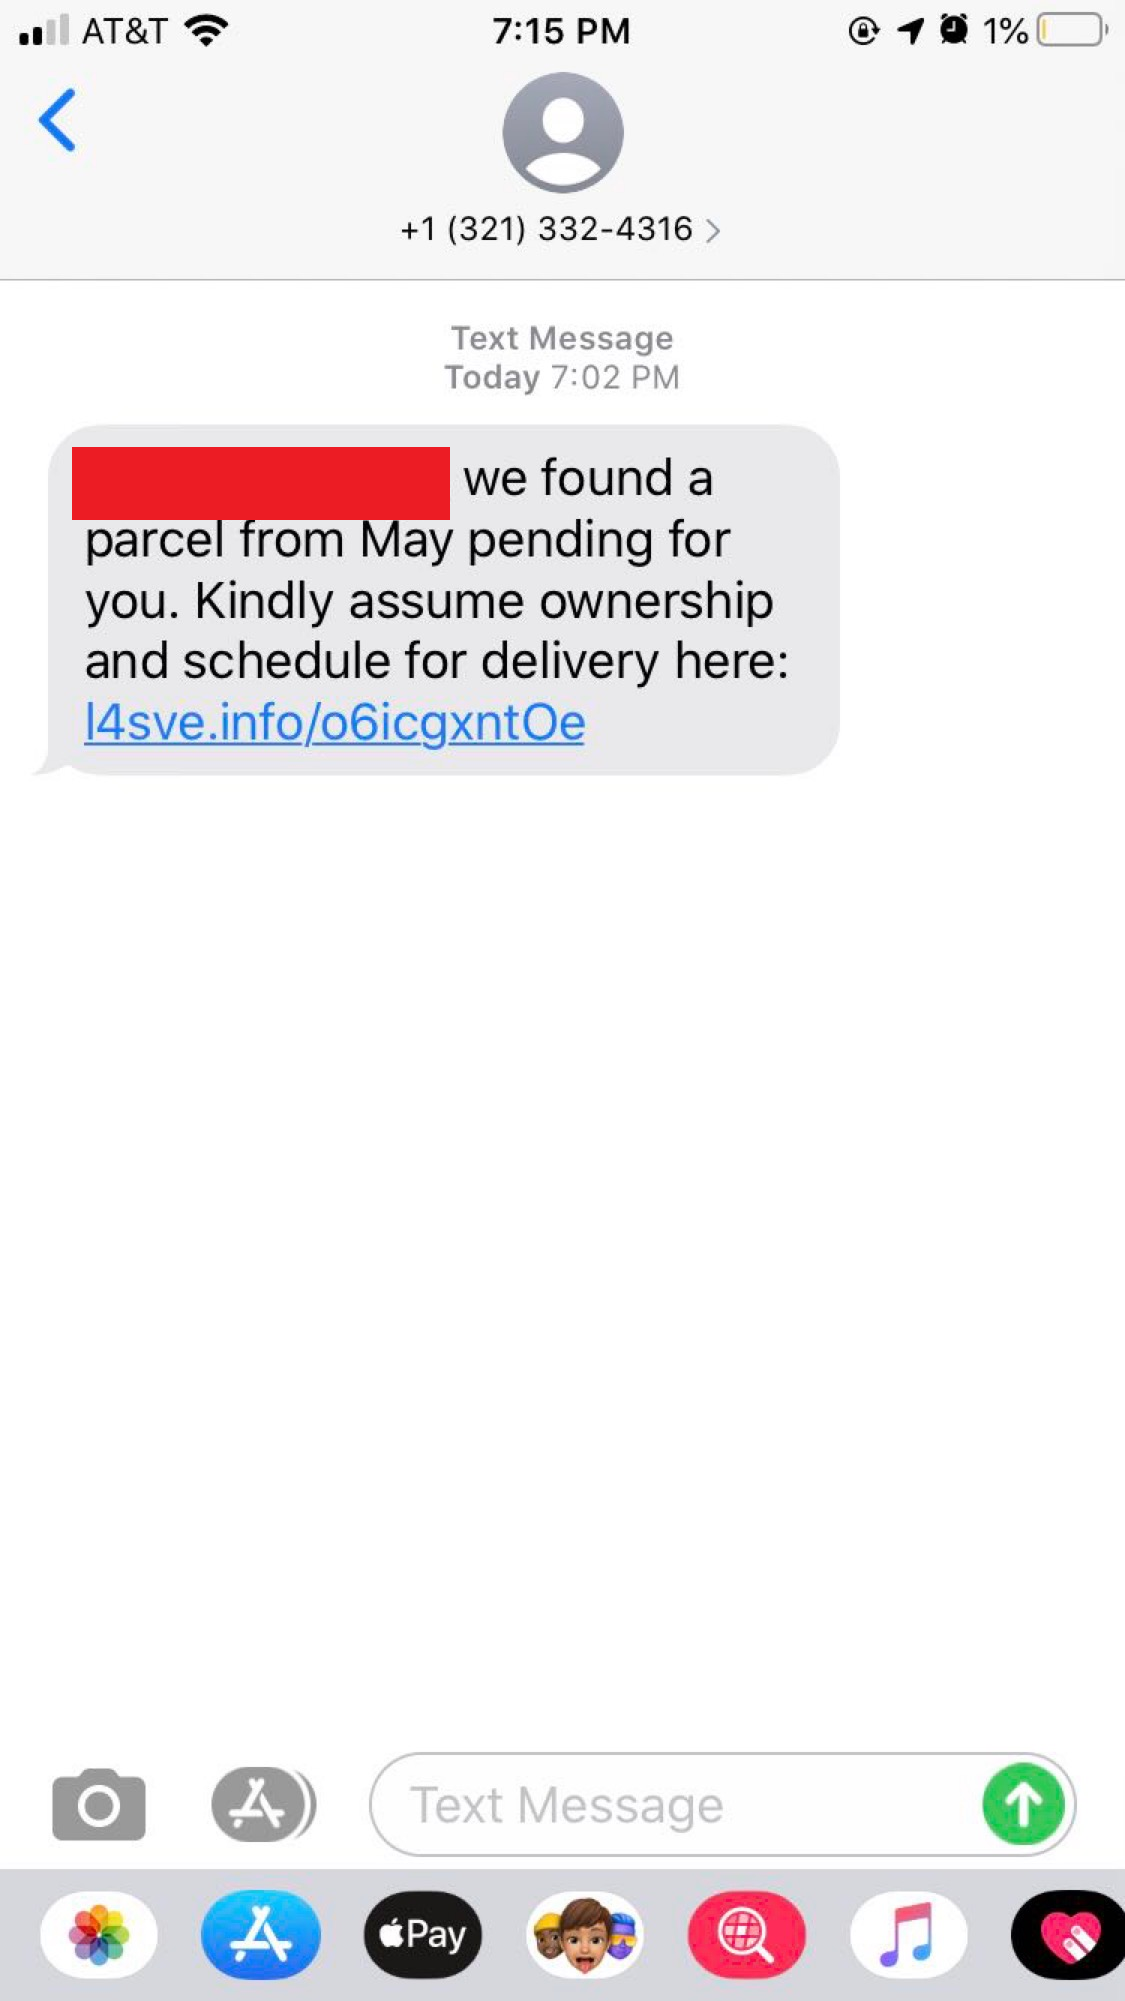 AT&T 7:15 PM 1%
+1 (321) 332-4316
Text Message
Today 7:02 PM
we found a
parcel from May pending for
you. Kindly assume ownership
and schedule for delivery here:
l4sve.info/o6icgxntOe
Text Message
Pay